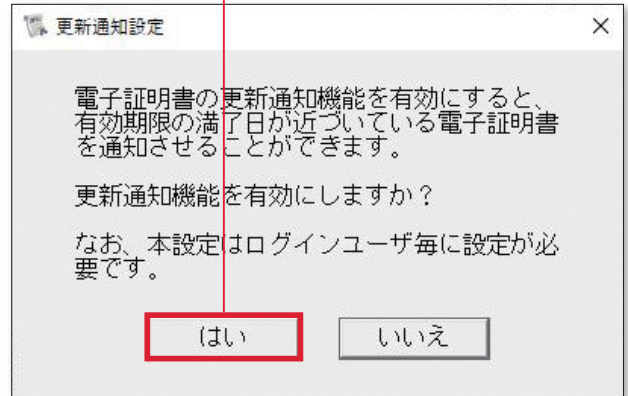 更新通知設定
電子証明書の更新通知機能を有効にすると、
有効期限の満了日が近づいている電子証明書
を通知させることができます。
更新通知機能を有効にしますか？
なお、本設定はログインユーザ毎に設定が必
要です。
はい いいえ